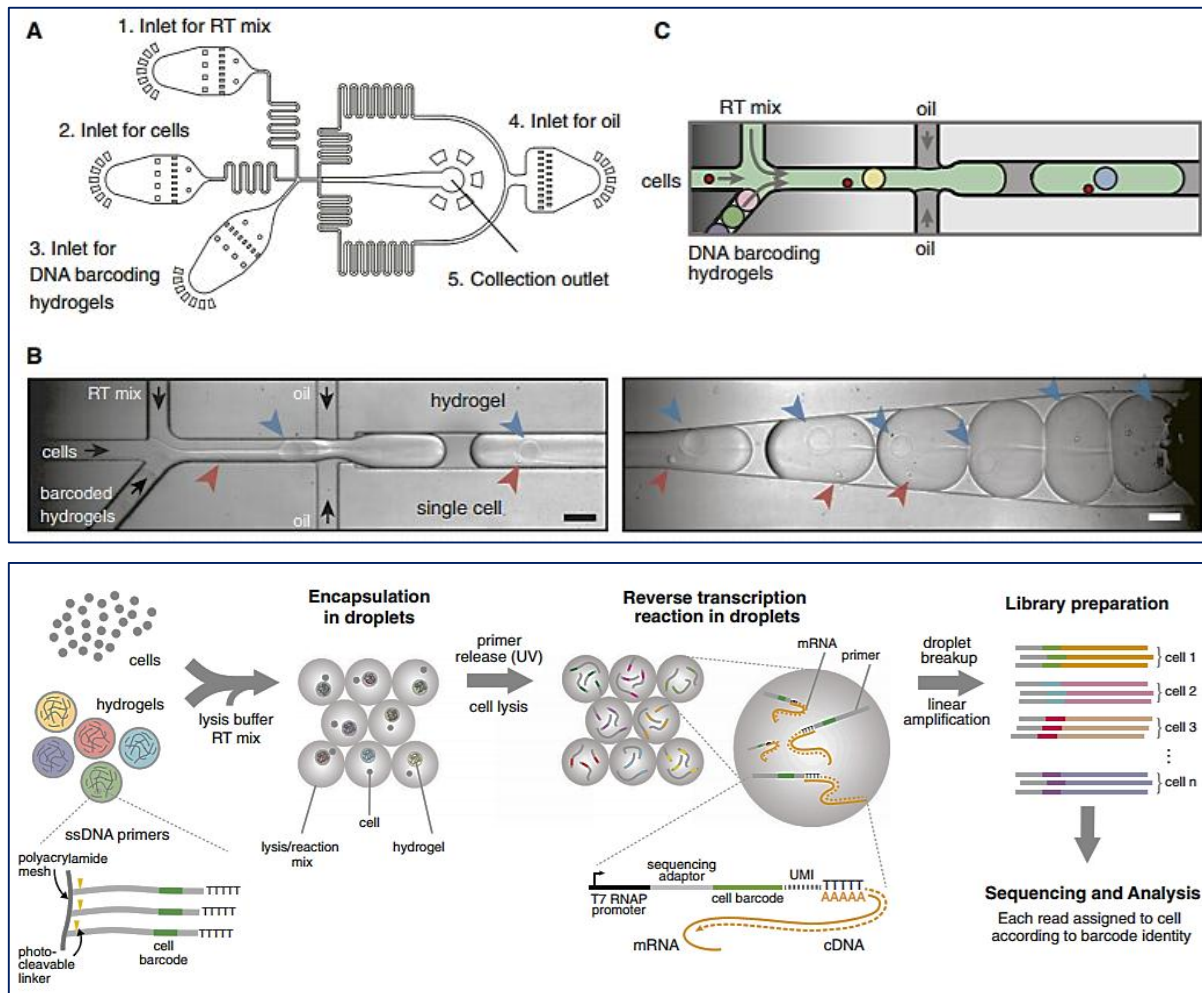 A
1. Inlet for RT mix
2. Inlet for cells
3. Inlet for
DNA barcoding
hydrogels
4. Inlet for oil
5. Collection outlet
C
RT mix
oil
cells
DNA barcoding
hydrogels
oil
B
RT mix
oil
hydrogel
cells
barcoded
hydrogels
oil
single cell
cells
hydrogels
lysis buffer
RT mix
ssDNA primers
polyacrylamide
mesh
TTTTT
TTTTT
TTTTT
photo-
cleavable
linker
cell
barcode
Encapsulation
in droplets
cell
lysis/reaction
mix
hydrogel
primer
release (UV)
cell lysis
Reverse transcription
reaction in droplets
mRNA
primer
TTTT
TTTT
T7 RNAP
promoter
sequencing
adaptor
cell barcode
UMI
TTTTT
AAAAA
mRNA
cDNA
droplet
breakup
linear
amplification
Library preparation
cell 1
cell 2
cell 3
⋮
cell n
Sequencing and Analysis
Each read assigned to cell
according to barcode identity